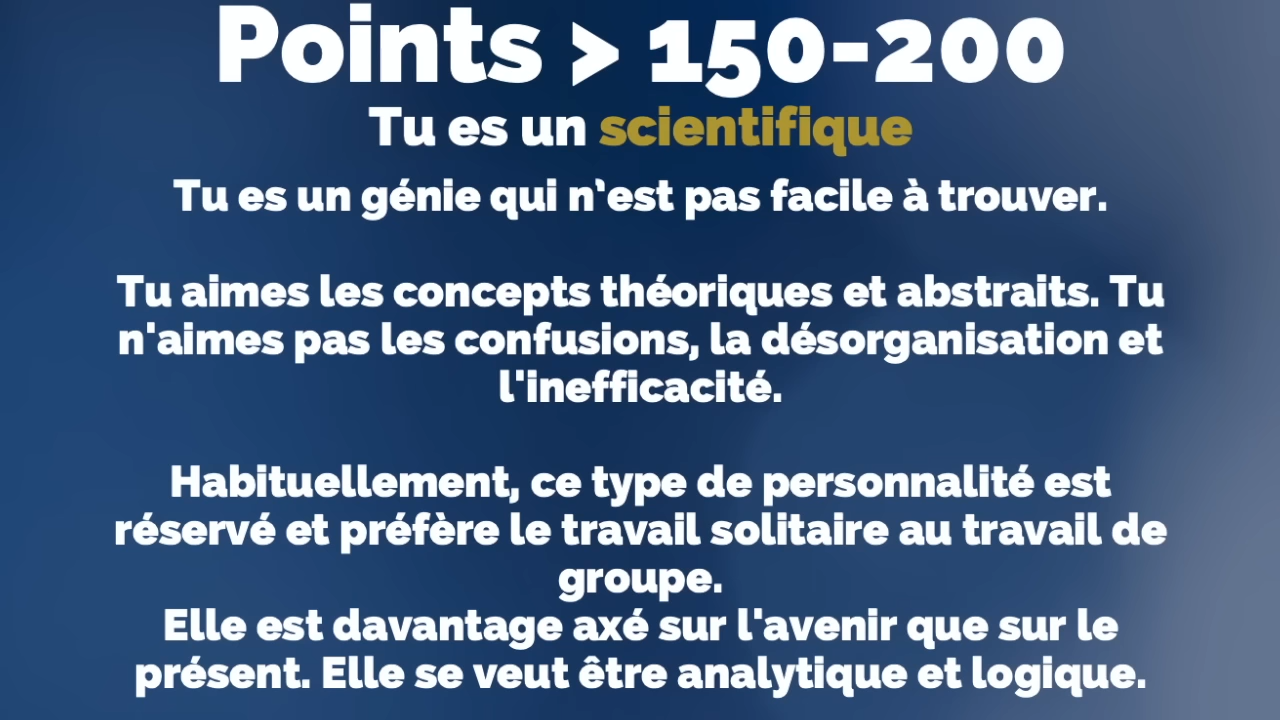 Points > 150-200
Tu es un scientifique
Tu es un génie qui n'est pas facile à trouver.
Tu aimes les concepts théoriques et abstraits. Tu
n'aimes pas les confusions, la désorganisation et
l'inefficacité.
Habituellement, ce type de personnalité est
réservé et préfère le travail solitaire au travail de
groupe.
Elle est davantage axé sur l'avenir que sur le
présent. Elle se veut être analytique et logique.